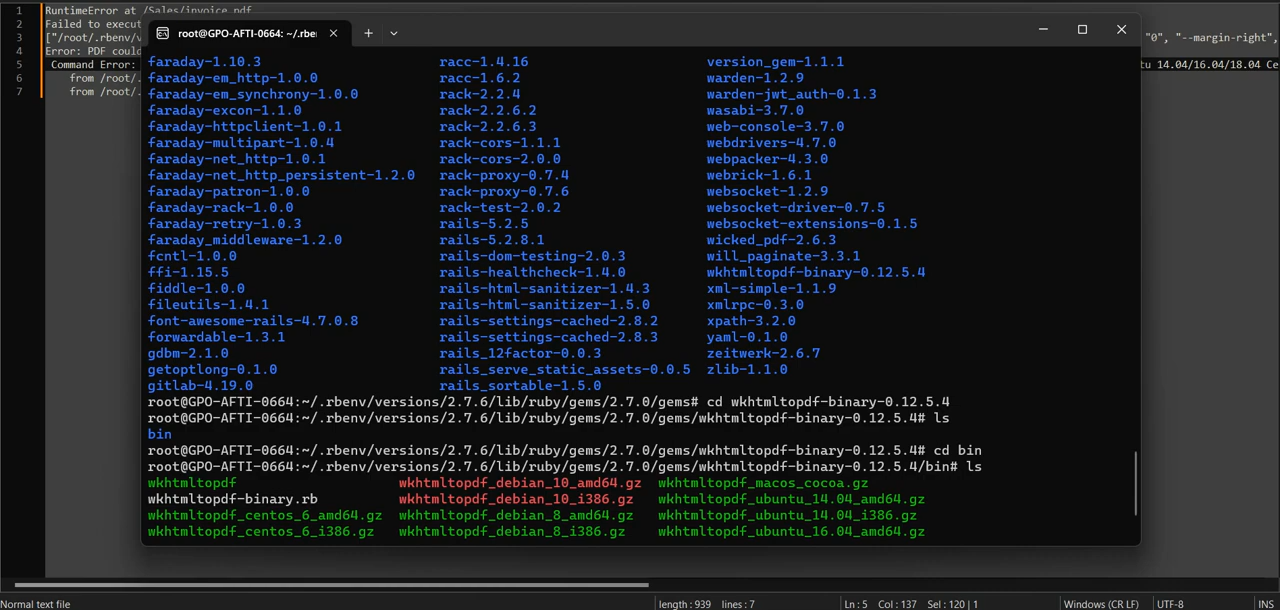 1 RuntimeError at /Sales/invoice.pdf
2 Failed to execut
3 ["/root/.rbenv/v "0", "--margin-right",
4 Error: PDF could
5 Command Error: tu 14.04/16.04/18.04 Ce
6 from /root/.
7 from /root/.
root@GPO-AFTI-0664: ~/.rbe
faraday-1.10.3 racc-1.4.16 version_gem-1.1.1
faraday-em_http-1.0.0 racc-1.6.2 warden-1.2.9
faraday-em_synchrony-1.0.0 rack-2.2.4 warden-jwt_auth-0.1.3
faraday-excon-1.1.0 rack-2.2.6.2 wasabi-3.7.0
faraday-httpclient-1.0.1 rack-2.2.6.3 web-console-3.7.0
faraday-multipart-1.0.4 rack-cors-1.1.1 webdrivers-4.7.0
faraday-net_http-1.0.1 rack-cors-2.0.0 webpacker-4.3.0
faraday-net_http_persistent-1.2.0 rack-proxy-0.7.4 webrick-1.6.1
faraday-patron-1.0.0 rack-proxy-0.7.6 websocket-1.2.9
faraday-rack-1.0.0 rack-test-2.0.2 websocket-driver-0.7.5
faraday-retry-1.0.3 rails-5.2.5 websocket-extensions-0.1.5
faraday_middleware-1.2.0 rails-5.2.8.1 wicked_pdf-2.6.3
fcntl-1.0.0 rails-dom-testing-2.0.3 will_paginate-3.3.1
ffi-1.15.5 rails-healthcheck-1.4.0 wkhtmltopdf-binary-0.12.5.4
fiddle-1.0.0 rails-html-sanitizer-1.4.3 xml-simple-1.1.9
fileutils-1.4.1 rails-html-sanitizer-1.5.0 xmlrpc-0.3.0
font-awesome-rails-4.7.0.8 rails-settings-cached-2.8.2 xpath-3.2.0
forwardable-1.3.1 rails-settings-cached-2.8.3 yaml-0.1.0
gdbm-2.1.0 rails_12factor-0.0.3 zeitwerk-2.6.7
getoptlong-0.1.0 rails_serve_static_assets-0.0.5 zlib-1.1.0
gitlab-4.19.0 rails_sortable-1.5.0
root@GPO-AFTI-0664:~/.rbenv/versions/2.7.6/lib/ruby/gems/2.7.0/gems# cd wkhtmltopdf-binary-0.12.5.4
root@GPO-AFTI-0664:~/.rbenv/versions/2.7.6/lib/ruby/gems/2.7.0/gems/wkhtmltopdf-binary-0.12.5.4# ls
bin
root@GPO-AFTI-0664:~/.rbenv/versions/2.7.6/lib/ruby/gems/2.7.0/gems/wkhtmltopdf-binary-0.12.5.4# cd bin
root@GPO-AFTI-0664:~/.rbenv/versions/2.7.6/lib/ruby/gems/2.7.0/gems/wkhtmltopdf-binary-0.12.5.4/bin# ls
wkhtmltopdf wkhtmltopdf_debian_10_amd64.gz wkhtmltopdf_macos_cocoa.gz
wkhtmltopdf-binary.rb wkhtmltopdf_debian_10_i386.gz wkhtmltopdf_ubuntu_14.04_amd64.gz
wkhtmltopdf_centos_6_amd64.gz wkhtmltopdf_debian_8_amd64.gz wkhtmltopdf_ubuntu_14.04_i386.gz
wkhtmltopdf_centos_6_i386.gz wkhtmltopdf_debian_8_i386.gz wkhtmltopdf_ubuntu_16.04_amd64.gz
Normal text file length : 939 lines : 7 Ln : 5 Col : 137 Sel : 120 | 1 Windows (CR LF) UTF-8 INS